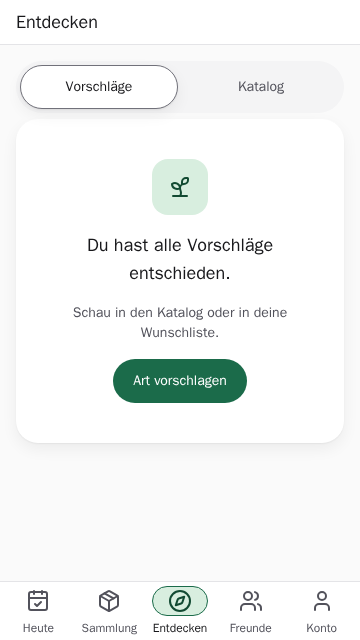 Entdecken
Vorschläge
Katalog
Du hast alle Vorschläge
entschieden.
Schau in den Katalog oder in deine
Wunschliste.
Art vorschlagen
Heute
Sammlung
Entdecken
Freunde
Konto